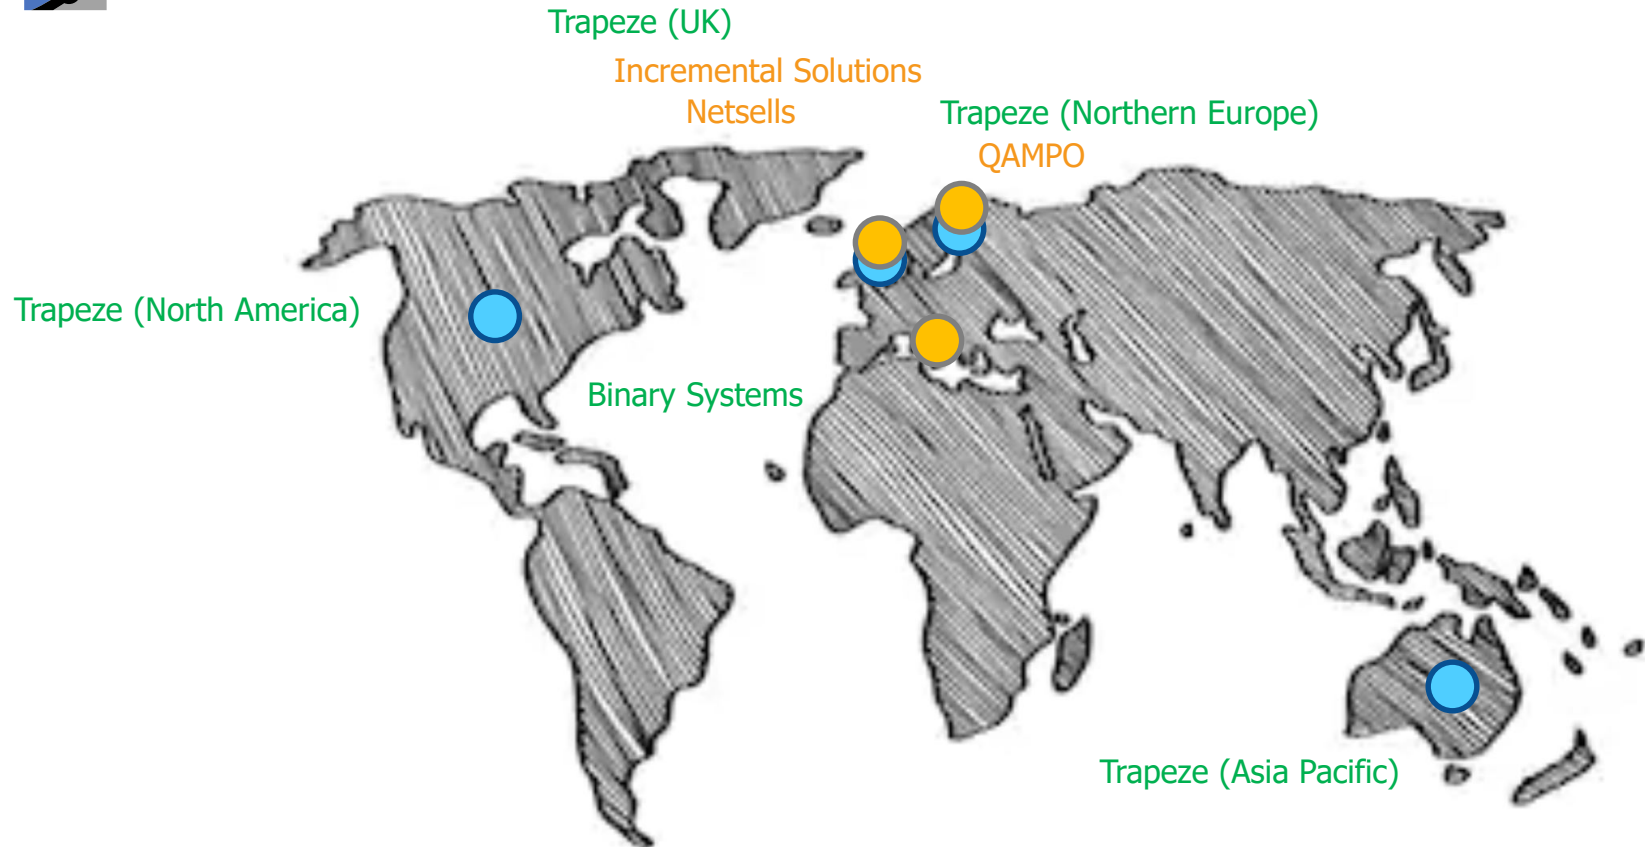 Trapeze (UK)
Incremental Solutions
Netsells
Trapeze (Northern Europe)
QAMPO
Trapeze (North America)
Binary Systems
Trapeze (Asia Pacific)